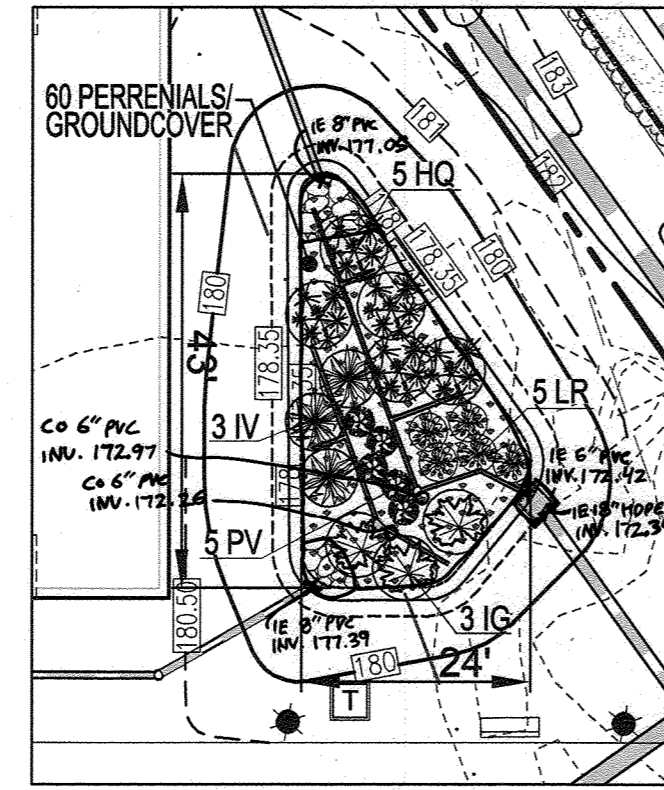 183
181
182
60 PERRENIALS/
GROUNDCOVER
IE 8" PVC
INV. 177.05
5 HQ
178
178.35
180
180
43'
178.35
178
3 IV
5 LR
CO 6" PVC
INV. 172.97
CO 6" PVC
INV. 172.26
IE 6" PVC
INV. 172.42
IE 18" HDPE
5 PV
3 IG
180.50
IE 8" PVC
INV 177.39
180
24'
T